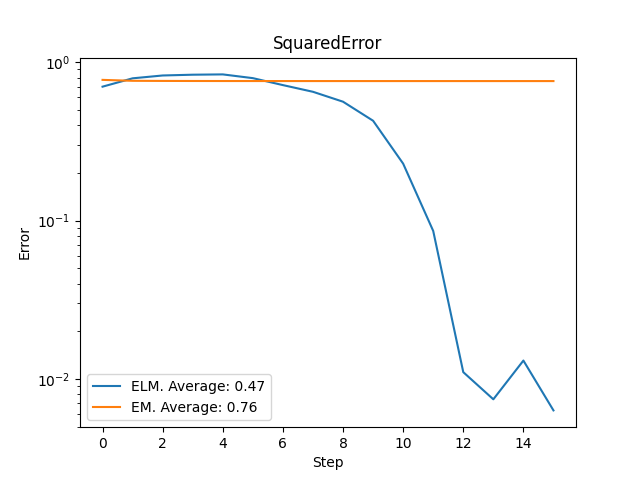 SquaredError
10⁰
10⁻¹
10⁻²
Error
ELM. Average: 0.47
EM. Average: 0.76
0 2 4 6 8 10 12 14
Step